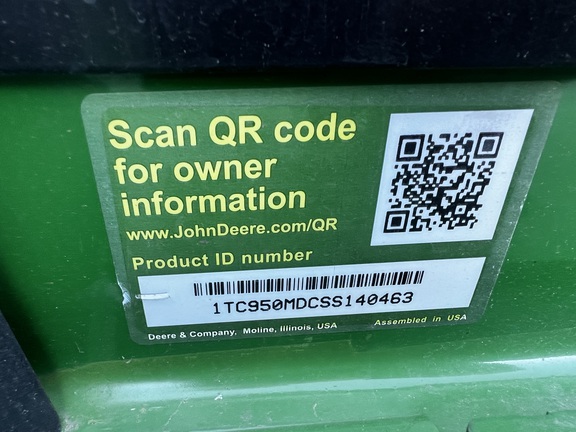 Scan QR code
for owner
information
www.JohnDeere.com/QR
Product ID number
1TC950MDCSS140463
Deere & Company, Moline, Illinois, USA Assembled in USA